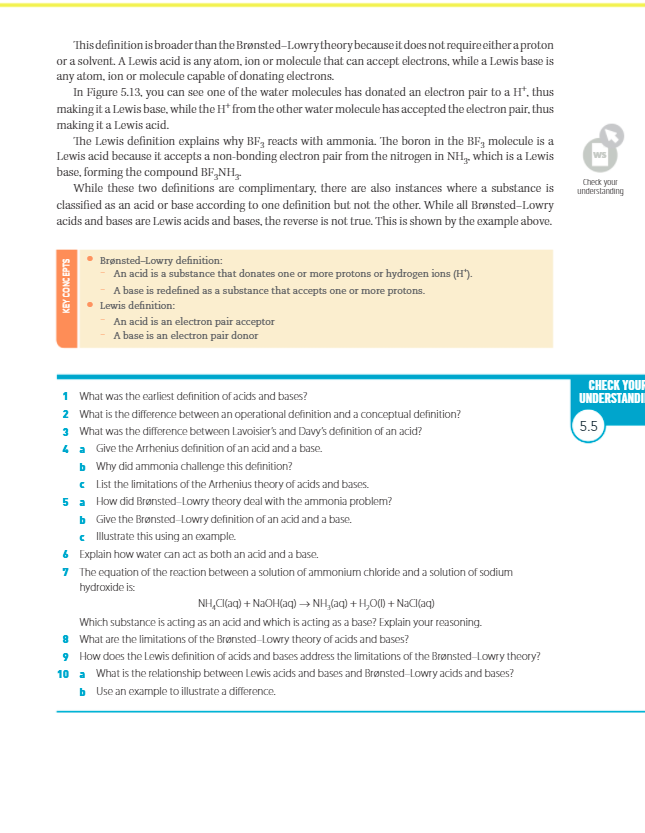 This definition is broader than the Brønsted–Lowry theory because it does not require either a proton
or a solvent. A Lewis acid is any atom, ion or molecule that can accept electrons, while a Lewis base is
any atom, ion or molecule capable of donating electrons.
In Figure 5.13, you can see one of the water molecules has donated an electron pair to a H⁺, thus
making it a Lewis base, while the H⁺ from the other water molecule has accepted the electron pair, thus
making it a Lewis acid.
The Lewis definition explains why BF₃ reacts with ammonia. The boron in the BF₃ molecule is a
Lewis acid because it accepts a non-bonding electron pair from the nitrogen in NH₃, which is a Lewis
base, forming the compound BF₃NH₃.
While these two definitions are complimentary, there are also instances where a substance is
classified as an acid or base according to one definition but not the other. While all Brønsted–Lowry
acids and bases are Lewis acids and bases, the reverse is not true. This is shown by the example above.
WS
Check your
understanding
KEY CONCEPTS
• Brønsted–Lowry definition:
– An acid is a substance that donates one or more protons or hydrogen ions (H⁺).
– A base is redefined as a substance that accepts one or more protons.
• Lewis definition:
– An acid is an electron pair acceptor
– A base is an electron pair donor
CHECK YOUR
UNDERSTANDI
5.5
1 What was the earliest definition of acids and bases?
2 What is the difference between an operational definition and a conceptual definition?
3 What was the difference between Lavoisier's and Davy's definition of an acid?
4 a Give the Arrhenius definition of an acid and a base.
b Why did ammonia challenge this definition?
c List the limitations of the Arrhenius theory of acids and bases.
5 a How did Brønsted–Lowry theory deal with the ammonia problem?
b Give the Brønsted–Lowry definition of an acid and a base.
c Illustrate this using an example.
6 Explain how water can act as both an acid and a base.
7 The equation of the reaction between a solution of ammonium chloride and a solution of sodium
hydroxide is:
NH₄Cl(aq) + NaOH(aq) → NH₃(aq) + H₂O(l) + NaCl(aq)
Which substance is acting as an acid and which is acting as a base? Explain your reasoning.
8 What are the limitations of the Brønsted–Lowry theory of acids and bases?
9 How does the Lewis definition of acids and bases address the limitations of the Brønsted–Lowry theory?
10 a What is the relationship between Lewis acids and bases and Brønsted–Lowry acids and bases?
b Use an example to illustrate a difference.